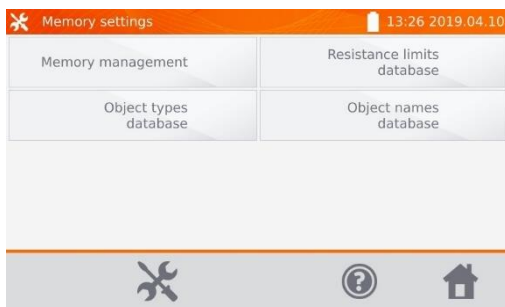 Memory settings
13:26 2019.04.10
Memory management
Resistance limits
database
Object types
database
Object names
database